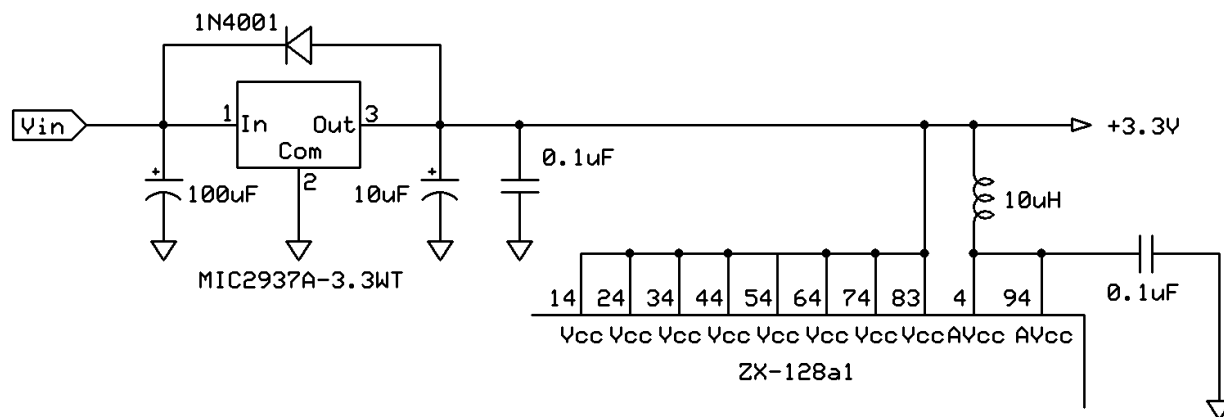 1N4001
Vin
1
In
Out
3
Com
2
+
100uF
+
10uF
0.1uF
+3.3V
10uH
MIC2937A-3.3WT
14 24 34 44 54 64 74 83 4 94
0.1uF
Vcc Vcc Vcc Vcc Vcc Vcc Vcc Vcc AVcc AVcc
ZX-128a1